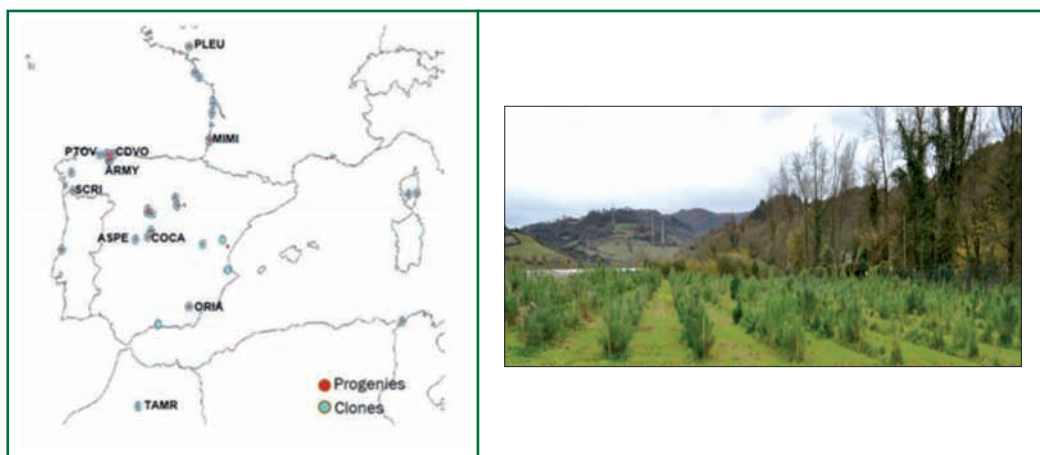 PLEU
MIMI
PTOV CDVO
ARMY
SCRI
ASPE COCA
ORIA
Progenies
Clones
TAMR